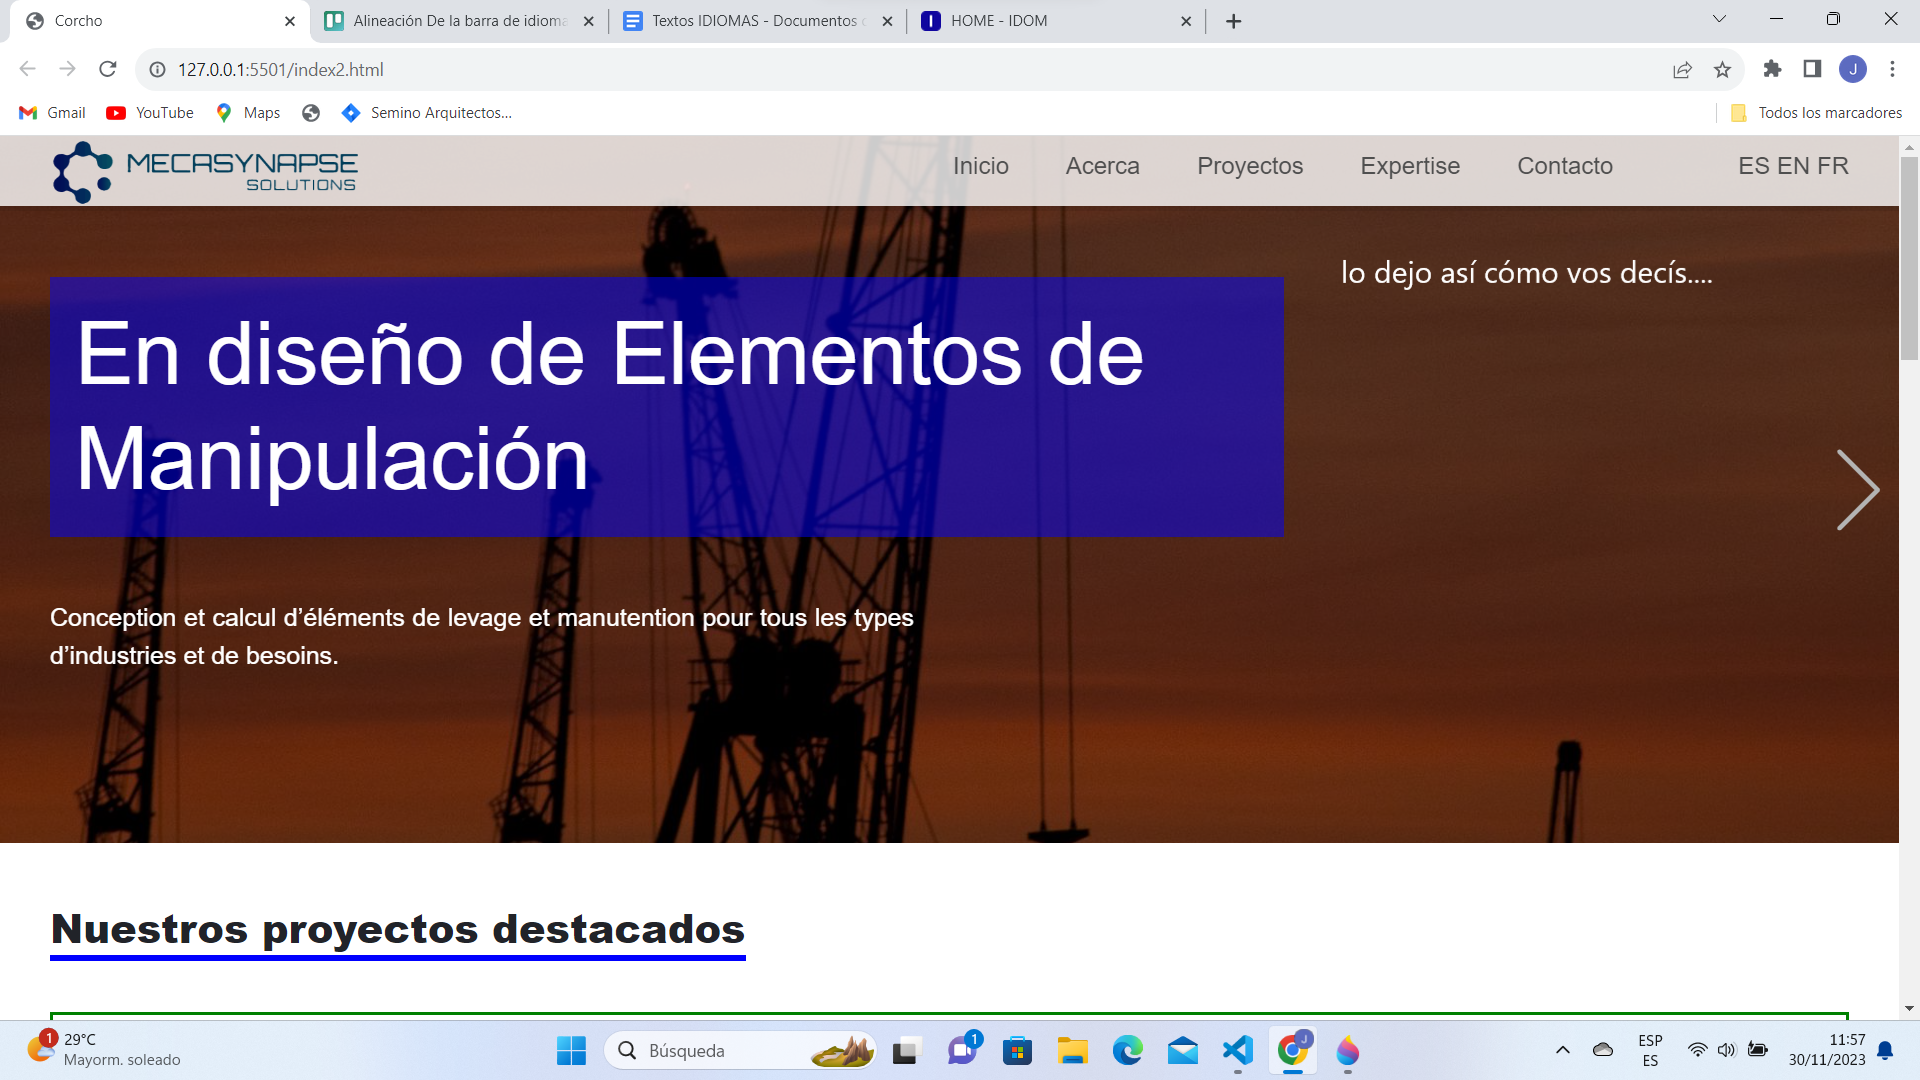 Corcho
Alineación De la barra de idioma
Textos IDIOMAS - Documentos
HOME - IDOM
127.0.0.1:5501/index2.html
J
Gmail
YouTube
Maps
Semino Arquitectos...
Todos los marcadores
MECASYNAPSE
SOLUTIONS
Inicio
Acerca
Proyectos
Expertise
Contacto
ES EN FR
lo dejo así cómo vos decís....
En diseño de Elementos de
Manipulación
Conception et calcul d’éléments de levage et manutention pour tous les types
d’industries et de besoins.
Nuestros proyectos destacados
1
29°C
Mayorm. soleado
Búsqueda
1
J
ESP
ES
11:57
30/11/2023